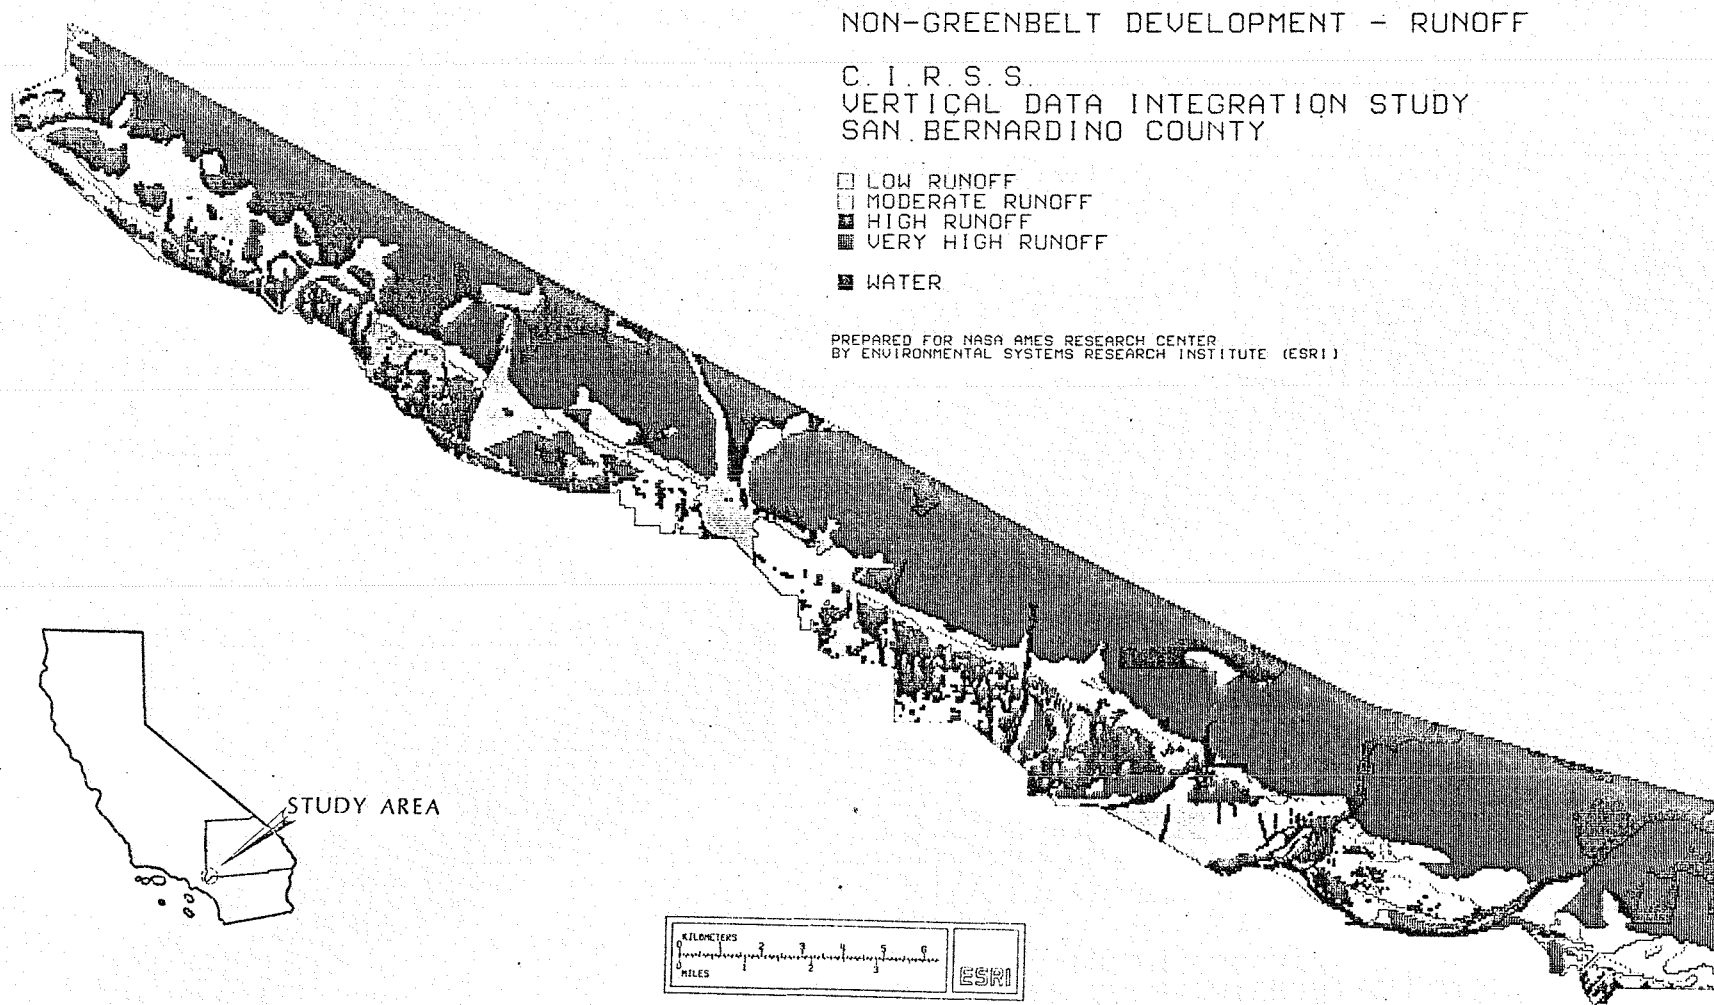 NON-GREENBELT DEVELOPMENT - RUNOFF
C.I.R.S.S.
VERTICAL DATA INTEGRATION STUDY
SAN BERNARDINO COUNTY
LOW RUNOFF
MODERATE RUNOFF
HIGH RUNOFF
VERY HIGH RUNOFF
WATER
PREPARED FOR NASA AMES RESEARCH CENTER
BY ENVIRONMENTAL SYSTEMS RESEARCH INSTITUTE (ESRI)
STUDY AREA
KILOMETERS
0 1 2 3 4 5 6
0 1 2 3
MILES
ESRI